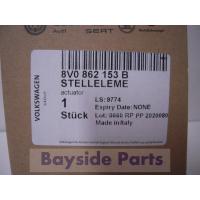 Audi
SEAT
8V0 862 153 B
STELLELEME
actuator
1
Stück
LS: 9774
Expiry Date: NONE
Made in Italy
VOLKSWAGEN
Bayside Parts